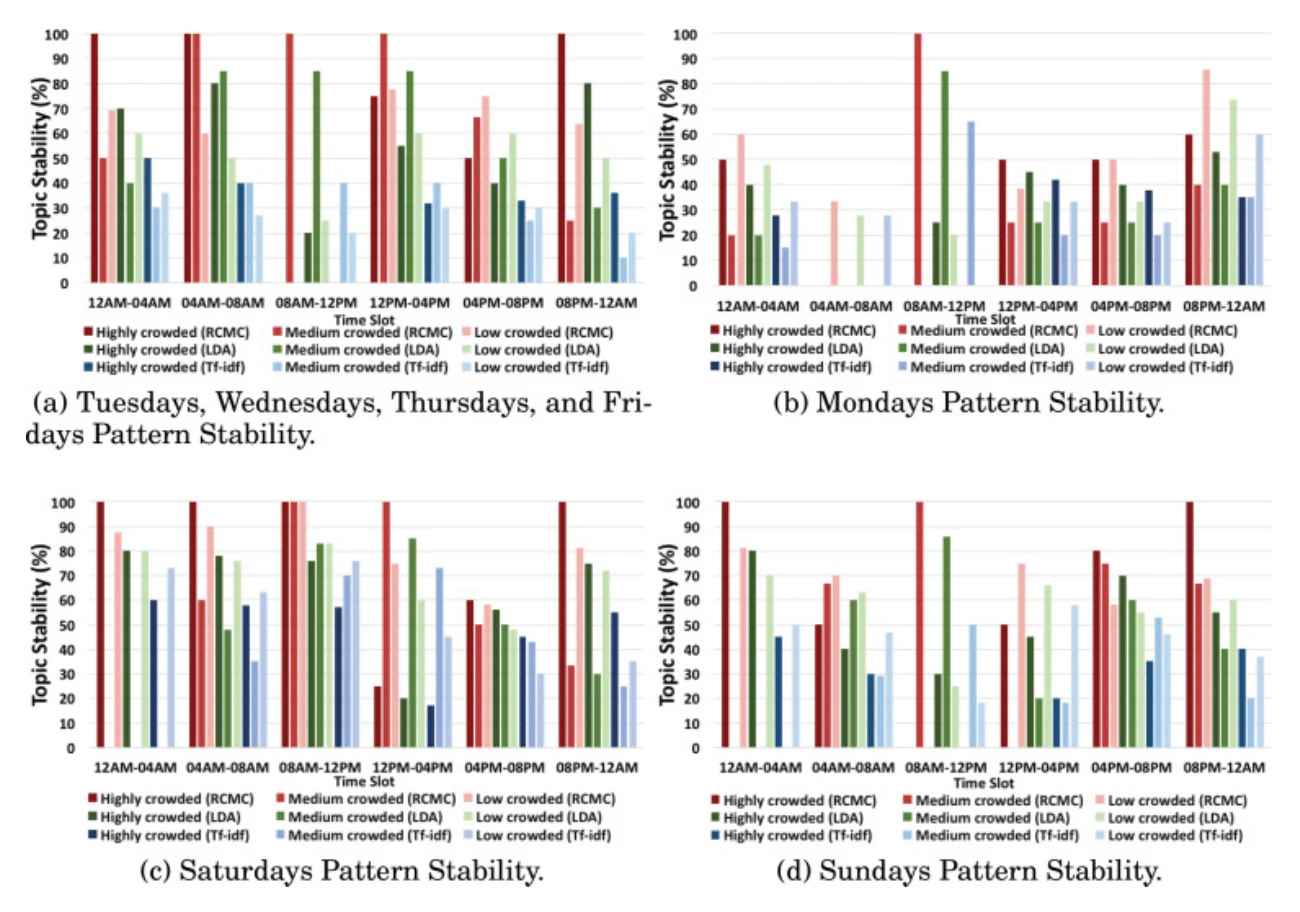 100
90
80
70
60
50
40
30
20
10
0
Topic Stability (%)
12AM-04AM 04AM-08AM 08AM-12PM 12PM-04PM 04PM-08PM 08PM-12AM
Time Slot
Highly crowded (RCMC) Medium crowded (RCMC) Low crowded (RCMC)
Highly crowded (LDA) Medium crowded (LDA) Low crowded (LDA)
Highly crowded (Tf-idf) Medium crowded (Tf-idf) Low crowded (Tf-idf)
(a) Tuesdays, Wednesdays, Thursdays, and Fri-
days Pattern Stability.
100
90
80
70
60
50
40
30
20
10
0
Topic Stability (%)
12AM-04AM 04AM-08AM 08AM-12PM 12PM-04PM 04PM-08PM 08PM-12AM
Time Slot
Highly crowded (RCMC) Medium crowded (RCMC) Low crowded (RCMC)
Highly crowded (LDA) Medium crowded (LDA) Low crowded (LDA)
Highly crowded (Tf-idf) Medium crowded (Tf-idf) Low crowded (Tf-idf)
(b) Mondays Pattern Stability.
100
90
80
70
60
50
40
30
20
10
0
Topic Stability (%)
12AM-04AM 04AM-08AM 08AM-12PM 12PM-04PM 04PM-08PM 08PM-12AM
Time Slot
Highly crowded (RCMC) Medium crowded (RCMC) Low crowded (RCMC)
Highly crowded (LDA) Medium crowded (LDA) Low crowded (LDA)
Highly crowded (Tf-idf) Medium crowded (Tf-idf) Low crowded (Tf-idf)
(c) Saturdays Pattern Stability.
100
90
80
70
60
50
40
30
20
10
0
Topic Stability (%)
12AM-04AM 04AM-08AM 08AM-12PM 12PM-04PM 04PM-08PM 08PM-12AM
Time Slot
Highly crowded (RCMC) Medium crowded (RCMC) Low crowded (RCMC)
Highly crowded (LDA) Medium crowded (LDA) Low crowded (LDA)
Highly crowded (Tf-idf) Medium crowded (Tf-idf) Low crowded (Tf-idf)
(d) Sundays Pattern Stability.